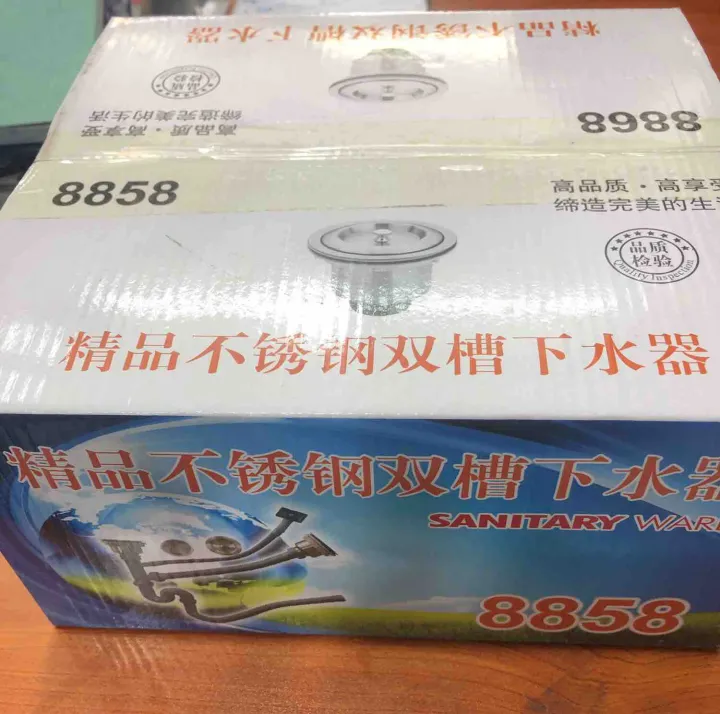 精品不锈钢双槽下水器
品质
检验
高品质·高享受
缔造完美的生活
8858
8858
高品质·高享受
缔造完美的生活
品质
检验
Quality Inspection
精品不锈钢双槽下水器
精品不锈钢双槽下水器
SANITARY WARE
8858